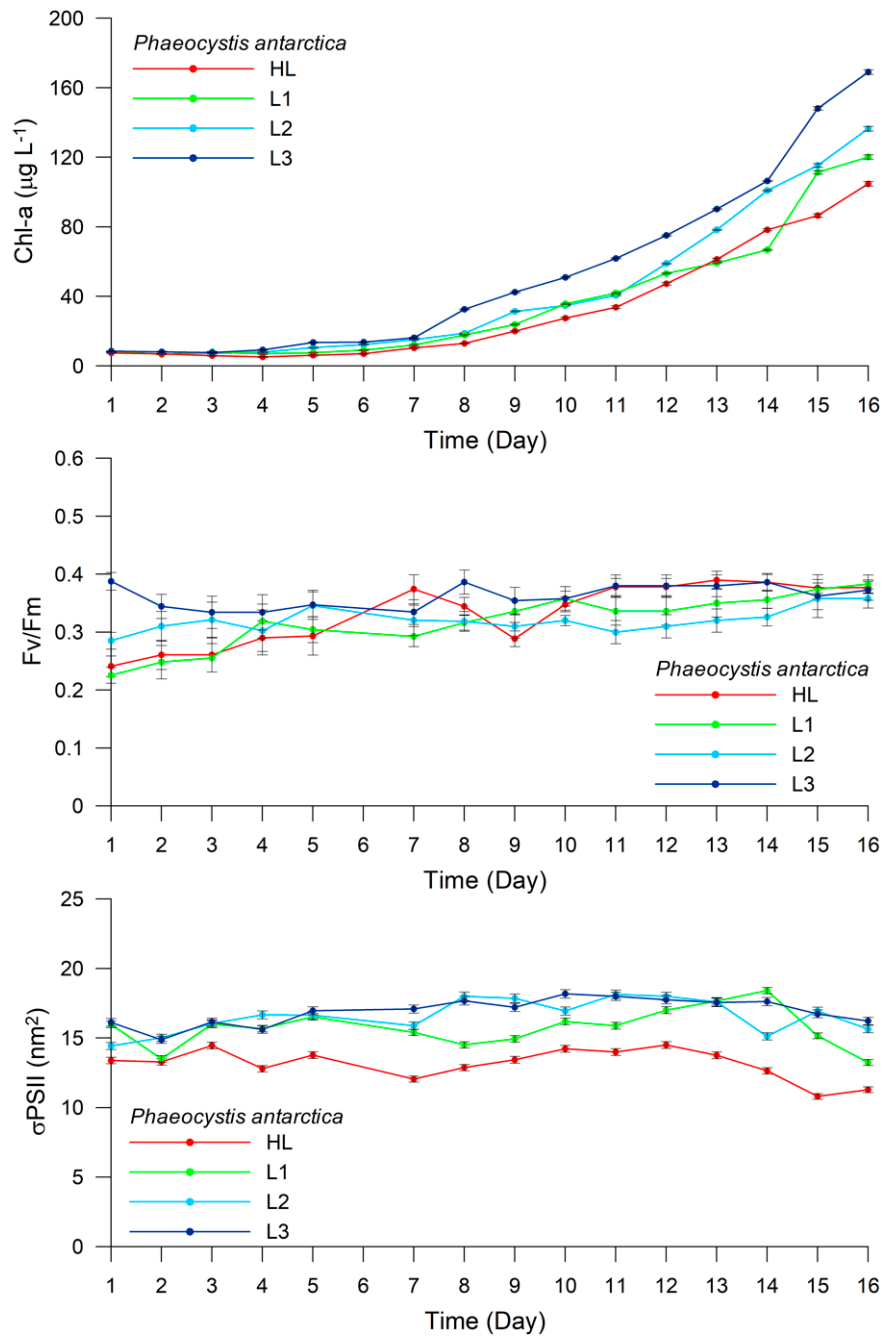 200
160
120
80
40
0
Chl-a (µg L-1)
Phaeocystis antarctica
HL
L1
L2
L3
1 2 3 4 5 6 7 8 9 10 11 12 13 14 15 16
Time (Day)
0.6
0.5
0.4
0.3
0.2
0.1
0
Fv/Fm
Phaeocystis antarctica
HL
L1
L2
L3
1 2 3 4 5 6 7 8 9 10 11 12 13 14 15 16
Time (Day)
25
20
15
10
5
0
σPSII (nm2)
Phaeocystis antarctica
HL
L1
L2
L3
1 2 3 4 5 6 7 8 9 10 11 12 13 14 15 16
Time (Day)